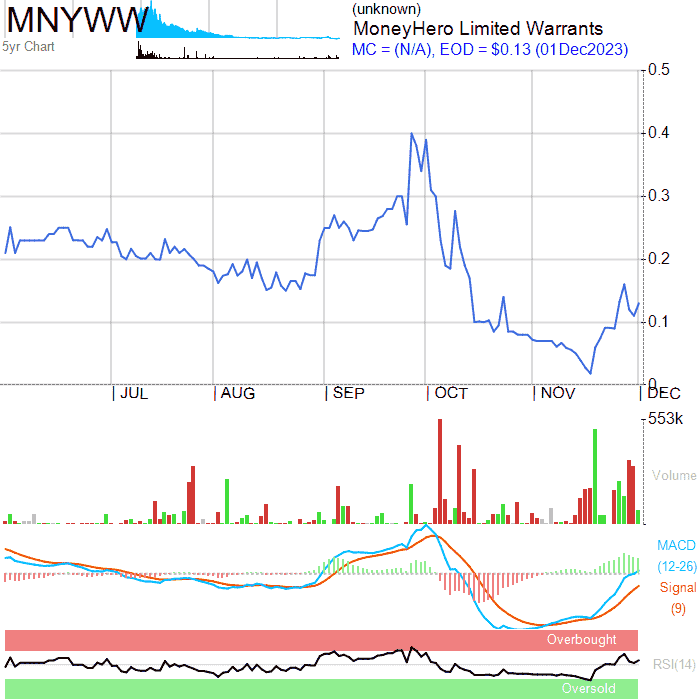 MNYWW
5yr Chart
(unknown)
MoneyHero Limited Warrants
MC = (N/A), EOD = $0.13 (01Dec2023)
0.5
0.4
0.3
0.2
0.1
0
JUL AUG SEP OCT NOV DEC
553k
Volume
MACD
(12-26)
Signal
(9)
Overbought
RSI(14)
Oversold